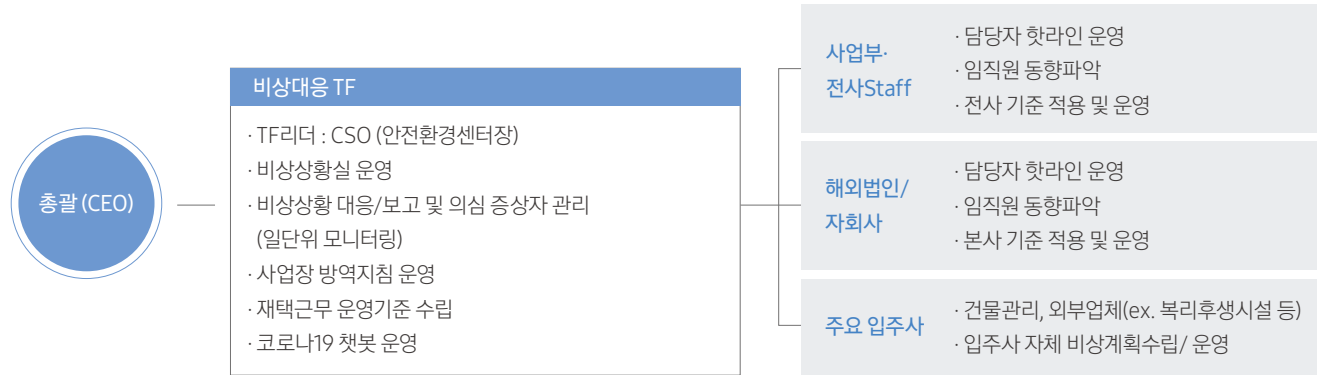 총괄 (CEO)
비상대응 TF
· TF리더 : CSO (안전환경센터장)
· 비상상황실 운영
· 비상상황 대응/보고 및 의심 증상자 관리
(일단위 모니터링)
· 사업장 방역지침 운영
· 재택근무 운영기준 수립
· 코로나19 챗봇 운영
사업부·
전사Staff
· 담당자 핫라인 운영
· 임직원 동향파악
· 전사 기준 적용 및 운영
해외법인/
자회사
· 담당자 핫라인 운영
· 임직원 동향파악
· 본사 기준 적용 및 운영
주요 입주사
· 건물관리, 외부업체(ex. 복리후생시설 등)
· 입주사 자체 비상계획수립/ 운영